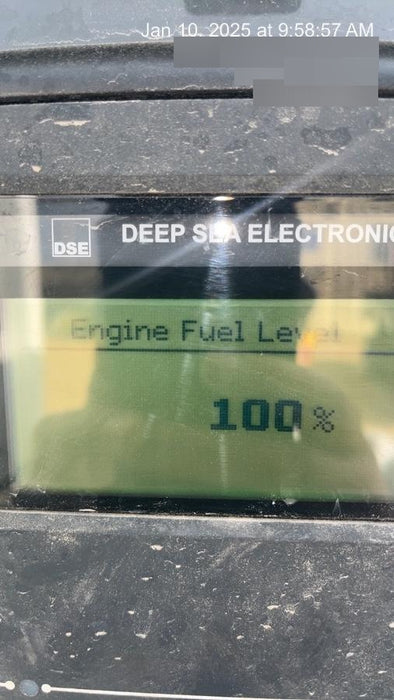 Jan 10, 2025 at 9:58:57 AM
DSE
DEEP SEA ELECTRONIC
Engine Fuel Level
100%